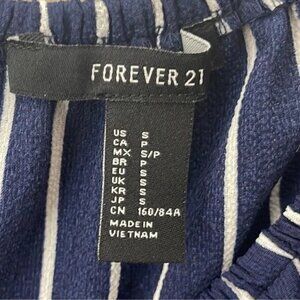 FOREVER 21
US S
CA P
MX S/P
BR P
EU S
UK S
KR S
JP S
CN 160/84A
MADE IN
VIETNAM